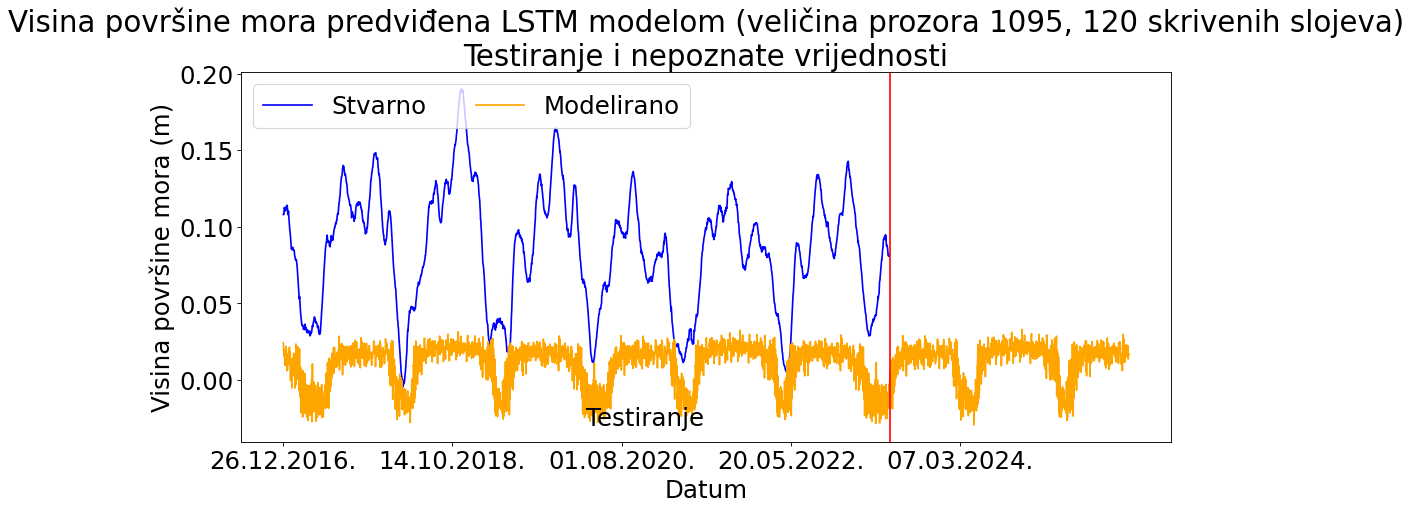 Visina površine mora predviđena LSTM modelom (veličina prozora 1095, 120 skrivenih slojeva)
Testiranje i nepoznate vrijednosti
Stvarno
Modelirano
Visina površine mora (m)
0.20
0.15
0.10
0.05
0.00
Testiranje
26.12.2016.
14.10.2018.
01.08.2020.
20.05.2022.
07.03.2024.
Datum